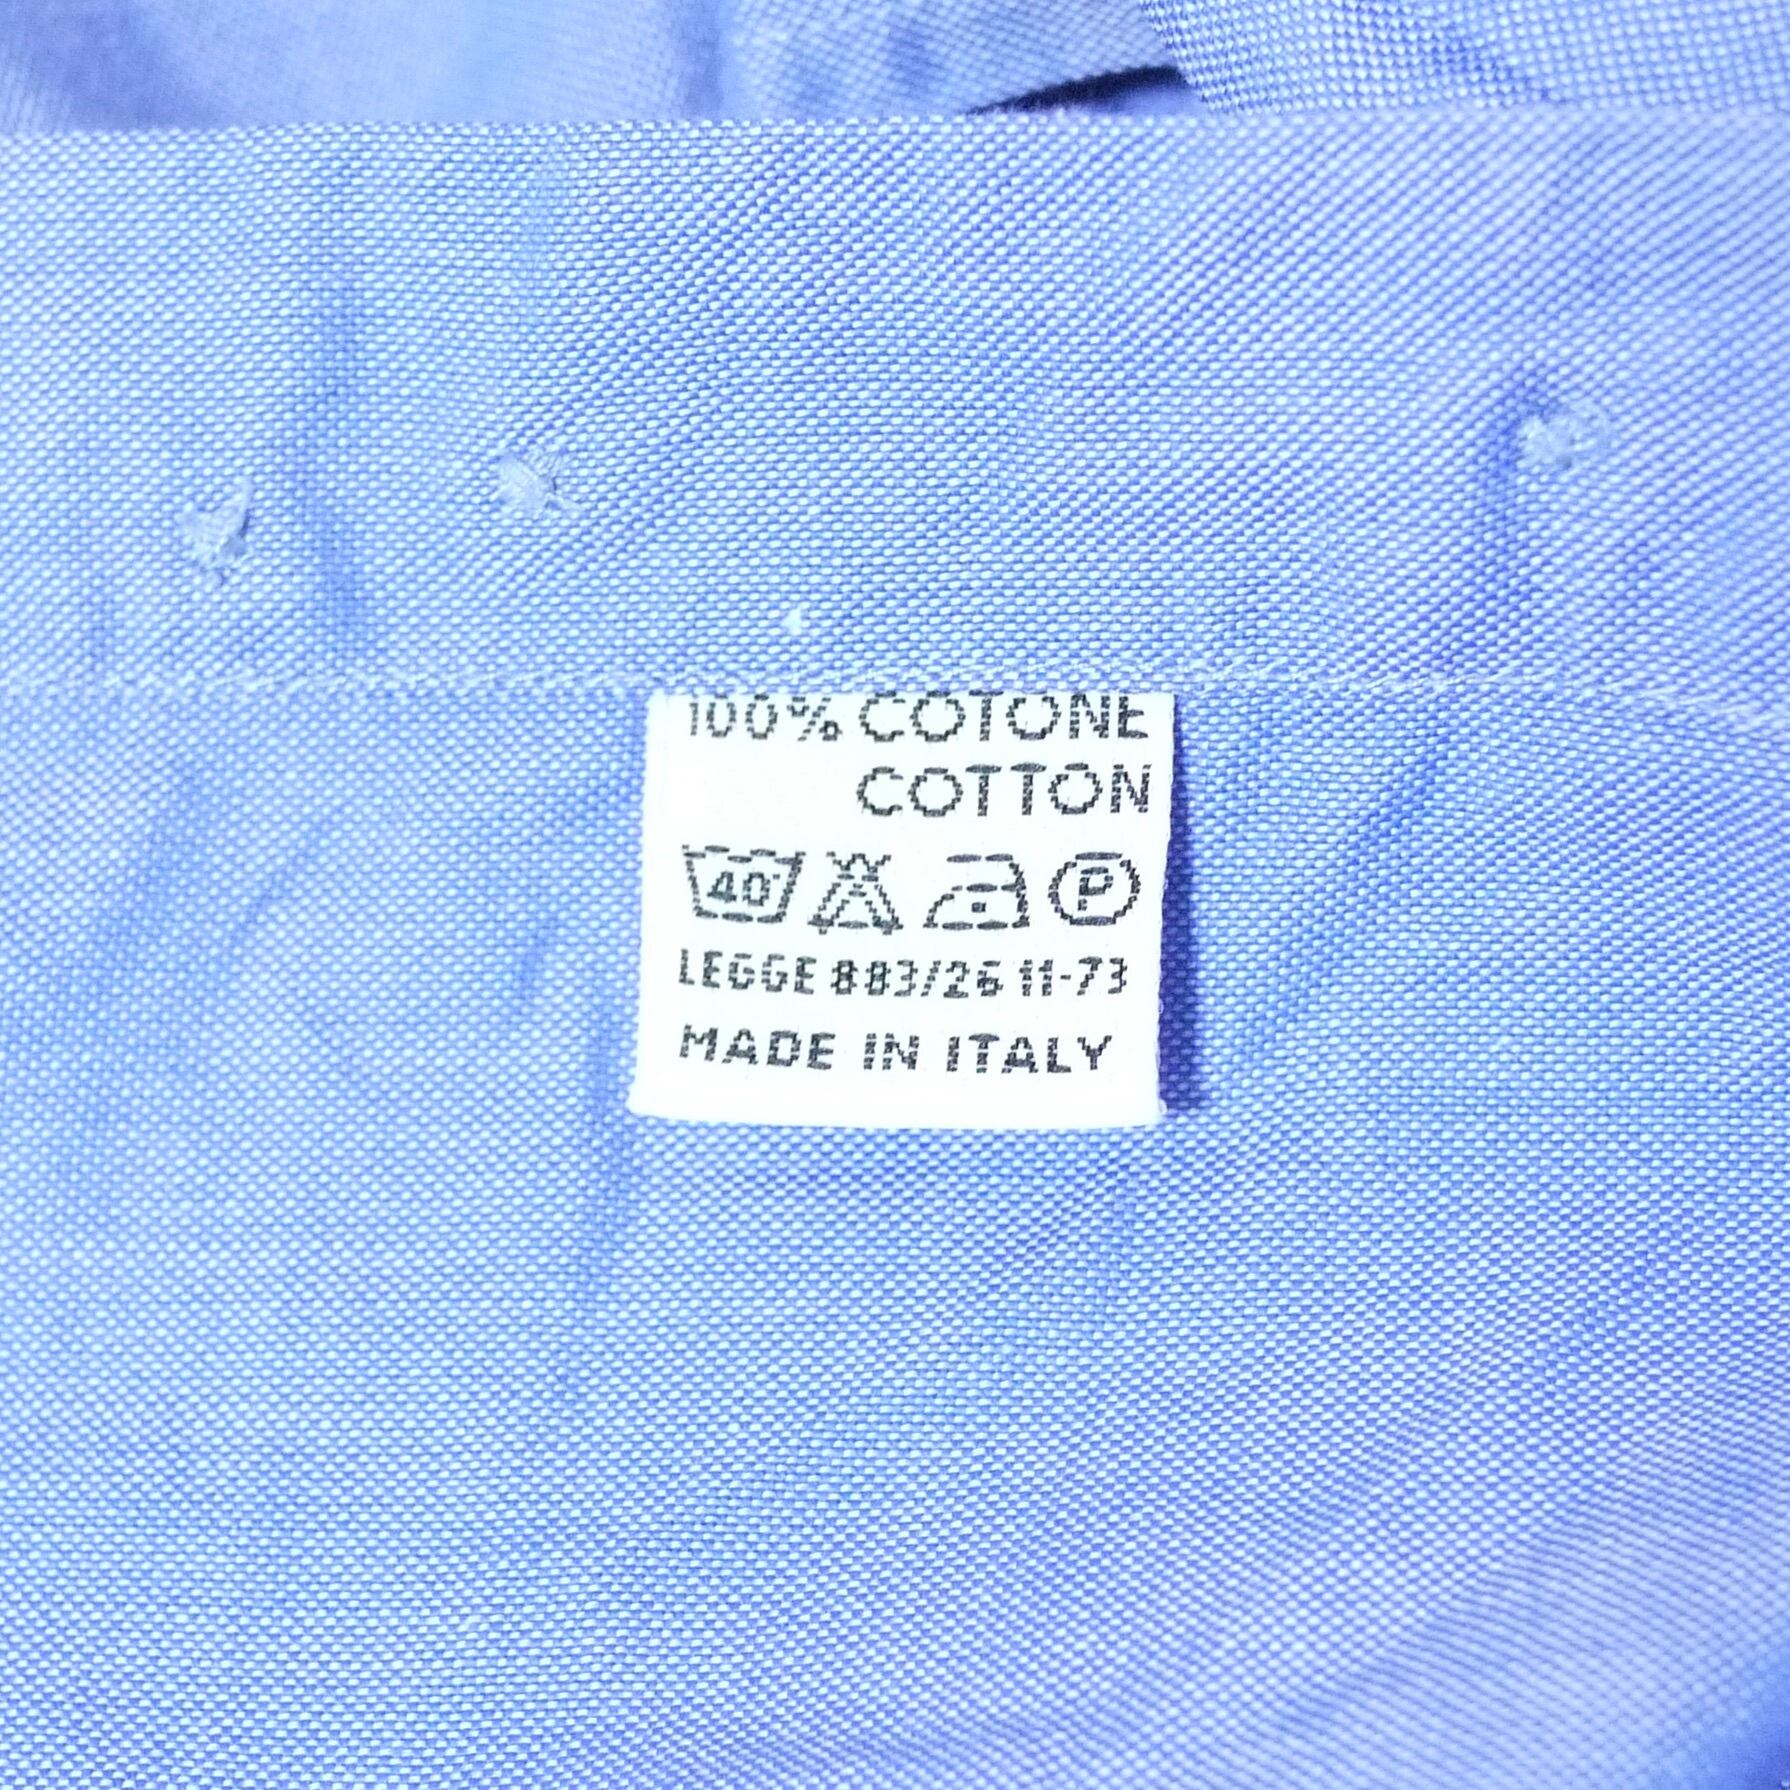 100% COTONE
COTTON
40° P
LEGGE 883/26 11-73
MADE IN ITALY